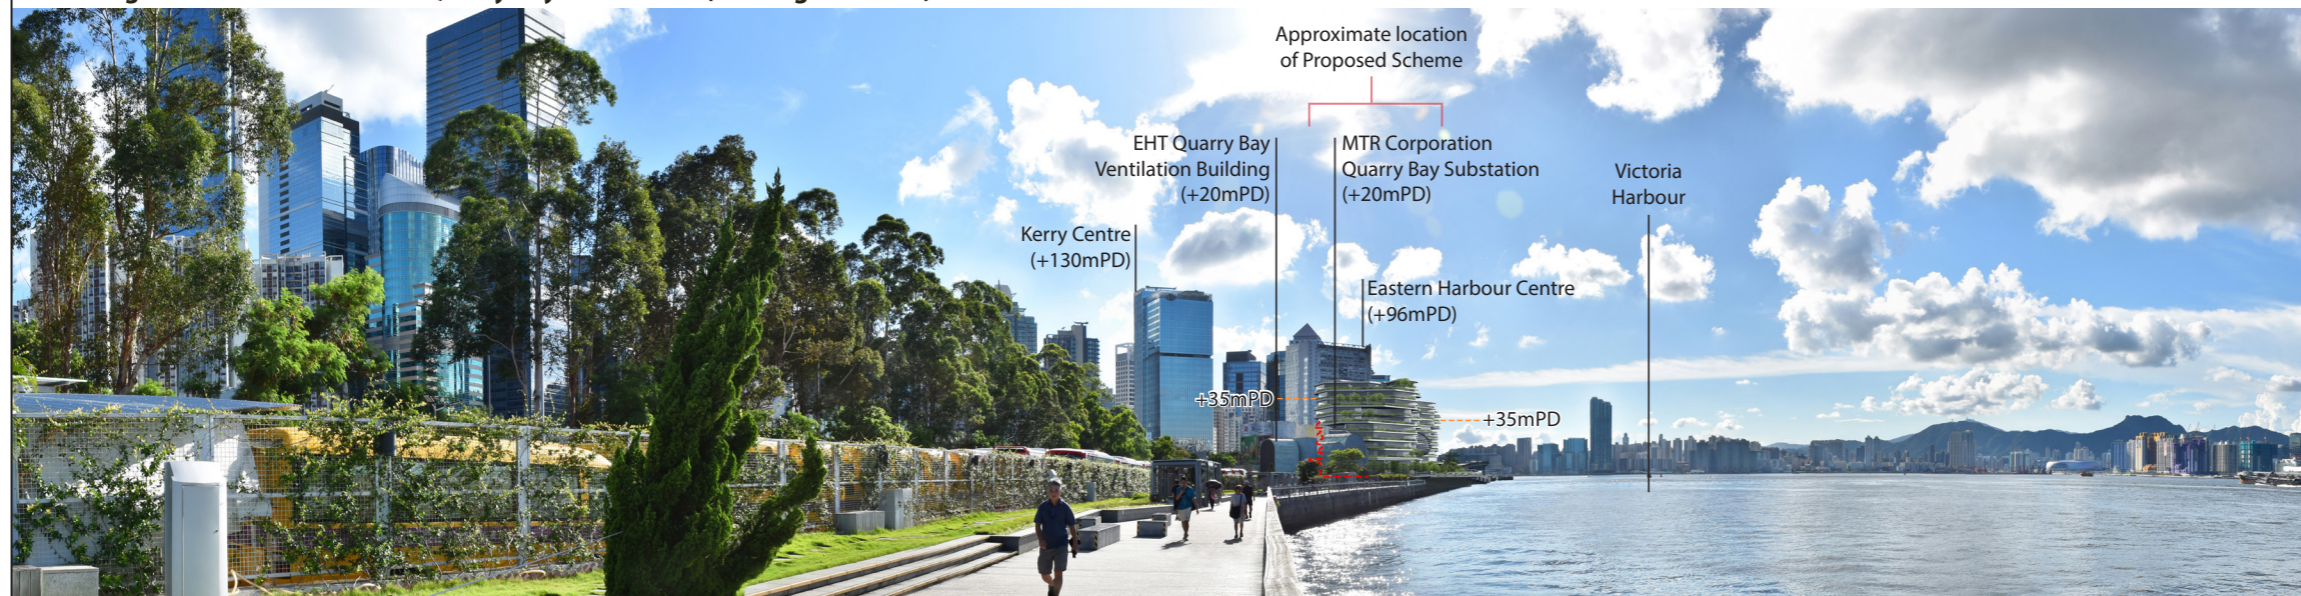 Approximate location
of Proposed Scheme
EHT Quarry Bay
Ventilation Building
(+20mPD)
MTR Corporation
Quarry Bay Substation
(+20mPD)
Victoria
Harbour
Kerry Centre
(+130mPD)
Eastern Harbour Centre
(+96mPD)
+35mPD
+35mPD